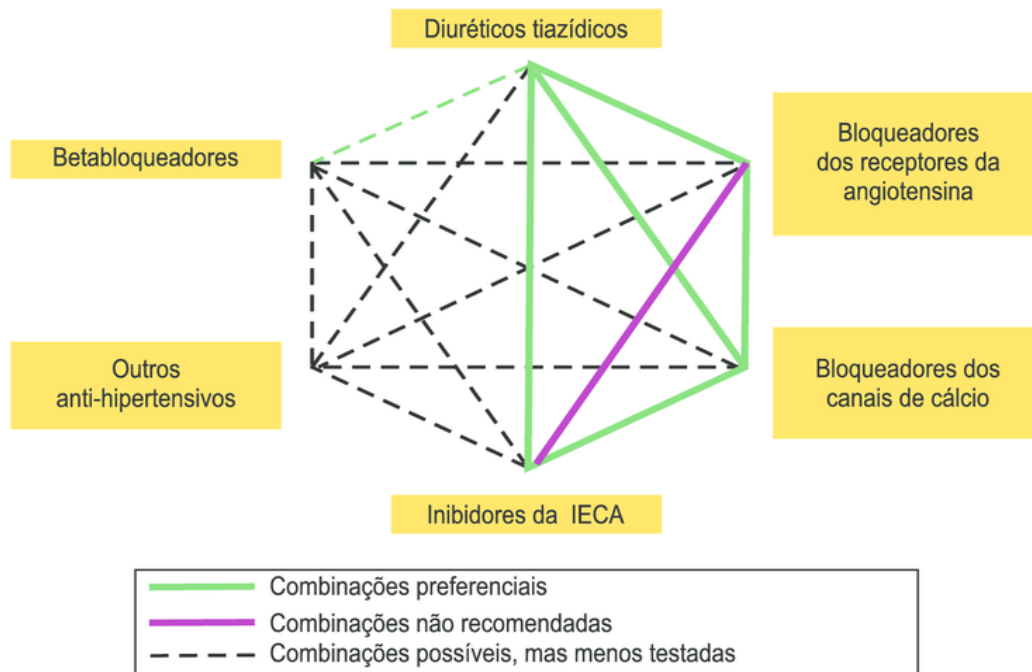 Diuréticos tiazídicos
Betabloqueadores
Bloqueadores
dos receptores da
angiotensina
Outros
anti-hipertensivos
Bloqueadores dos
canais de cálcio
Inibidores da IECA
Combinações preferenciais
Combinações não recomendadas
Combinações possíveis, mas menos testadas